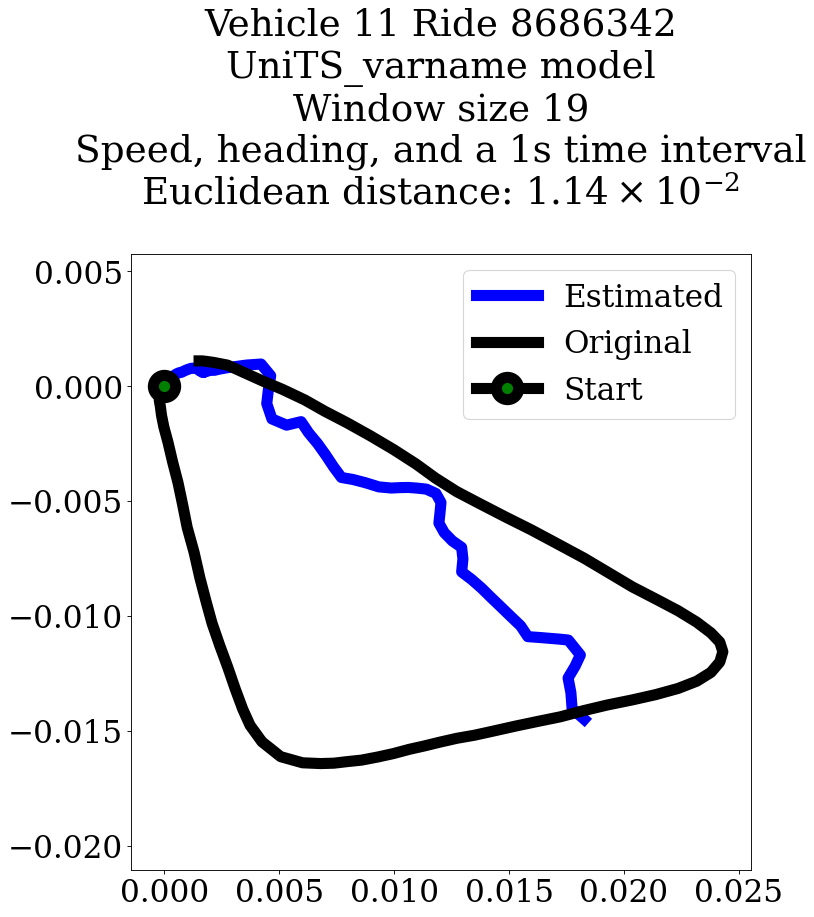 Vehicle 11 Ride 8686342
UniTS_varname model
Window size 19
Speed, heading, and a 1s time interval
Euclidean distance: 1.14 × 10⁻²
Estimated
Original
Start
0.005
0.000
−0.005
−0.010
−0.015
−0.020
0.000 0.005 0.010 0.015 0.020 0.025